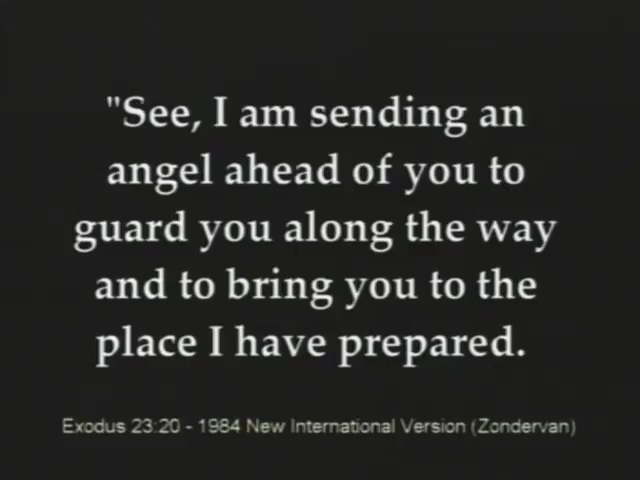 "See, I am sending an
angel ahead of you to
guard you along the way
and to bring you to the
place I have prepared.
Exodus 23:20 - 1984 New International Version (Zondervan)